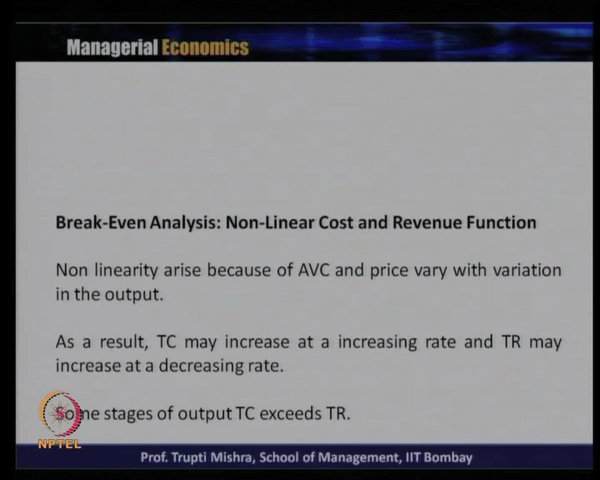 Managerial Economics
Break-Even Analysis: Non-Linear Cost and Revenue Function
Non linearity arise because of AVC and price vary with variation
in the output.
As a result, TC may increase at a increasing rate and TR may
increase at a decreasing rate.
Some stages of output TC exceeds TR.
NPTEL
Prof. Trupti Mishra, School of Management, IIT Bombay